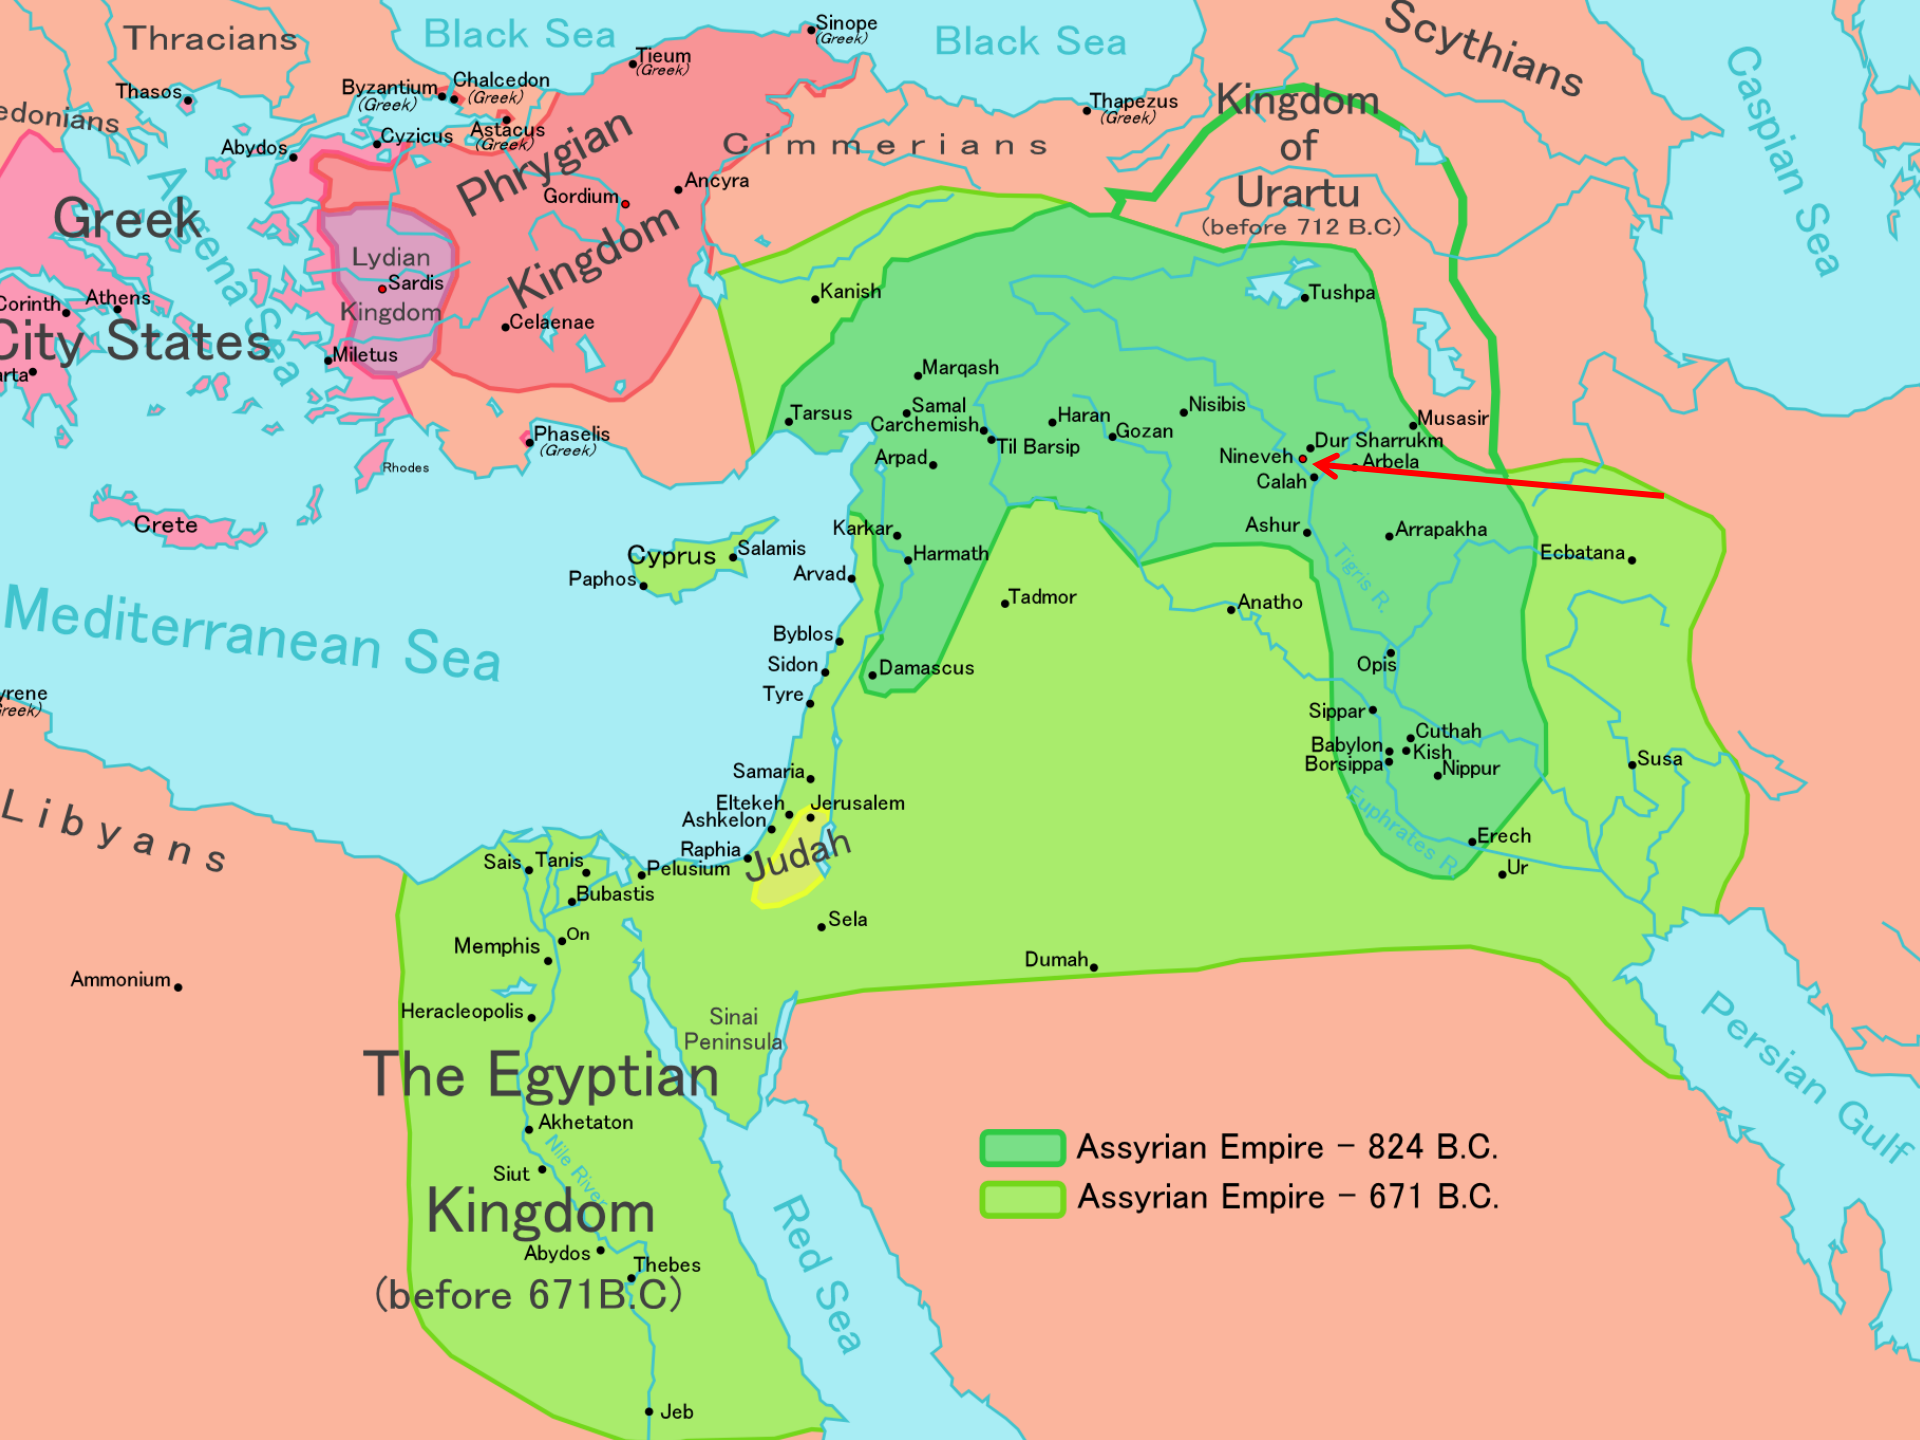 Thracians
Black Sea
Black Sea
Sinope
(Greek)
Scythians
Caspian Sea
Tieum
(Greek)
Thasos
Byzantium
(Greek)
Chalcedon
(Greek)
edonians
Abydos
Cyzicus
Astacus
(Greek)
Phrygian
Kingdom
Cimmerians
Thapezus
(Greek)
Kingdom
of
Urartu
(before 712 B.C)
Aegena Sea
Greek
City States
Gordium
Ancyra
Lydian
Kingdom
Sardis
Corinth
Athens
Celaenae
Kanish
Tushpa
Miletus
arta
Marqash
Tarsus
Samal
Carchemish
Til Barsip
Haran
Gozan
Nisibis
Musasir
Dur Sharrukm
Nineveh
Arbela
Calah
Phaselis
(Greek)
Rhodes
Arpad
Crete
Karkar
Ashur
Arrapakha
Cyprus
Salamis
Paphos
Harmath
Arvad
Ecbatana
Tigris R.
Mediterranean Sea
Tadmor
Anatho
Byblos
Sidon
Damascus
Tyre
Opis
yrene
Greek)
Sippar
Cuthah
Babylon
Kish
Borsippa
Nippur
Susa
Samaria
Eltekeh
Jerusalem
Ashkelon
Euphrates R.
Libyans
Raphia
Judah
Erech
Sais
Tanis
Pelusium
Ur
Bubastis
Sela
On
Memphis
Dumah
Ammonium
Heracleopolis
Sinai
Peninsula
Persian Gulf
The Egyptian
Kingdom
(before 671B.C)
Akhetaton
Nile River
Siut
Abydos
Thebes
Red Sea
Jeb
Assyrian Empire - 824 B.C.
Assyrian Empire - 671 B.C.